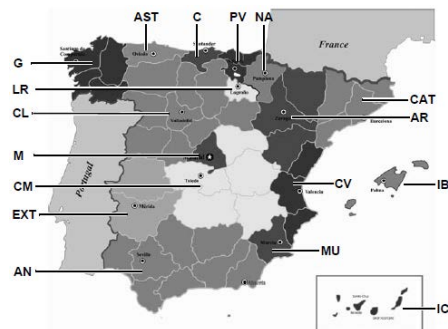 AST C PV NA
Santander
France
G
Oviedo
Pamplona
LR
Logroño
CAT
CL
Valladolid
AR
Barcelona
M
Toledo
CM
CV
Valencia
Palma
IB
Portugal
EXT
Mérida
Murcia
MU
Sevilla
AN
IC